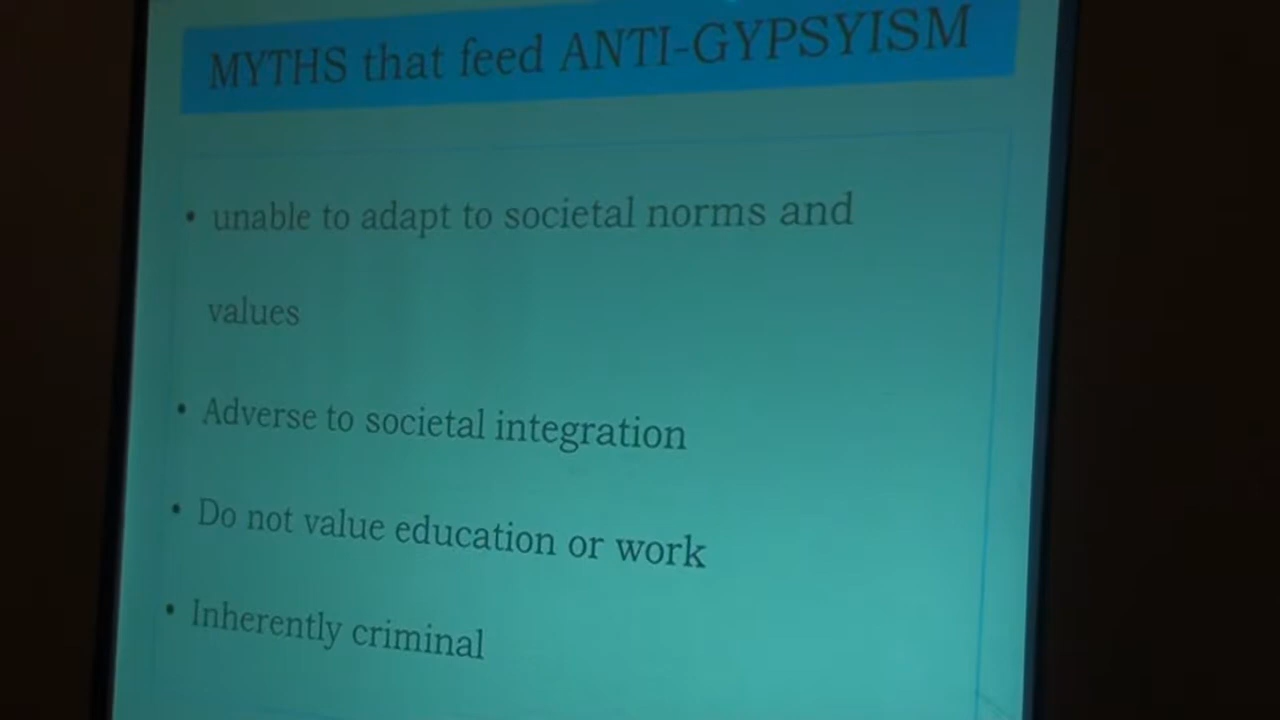 MYTHS that feed ANTI-GYPSYISM
• unable to adapt to societal norms and
values
• Adverse to societal integration
• Do not value education or work
• Inherently criminal